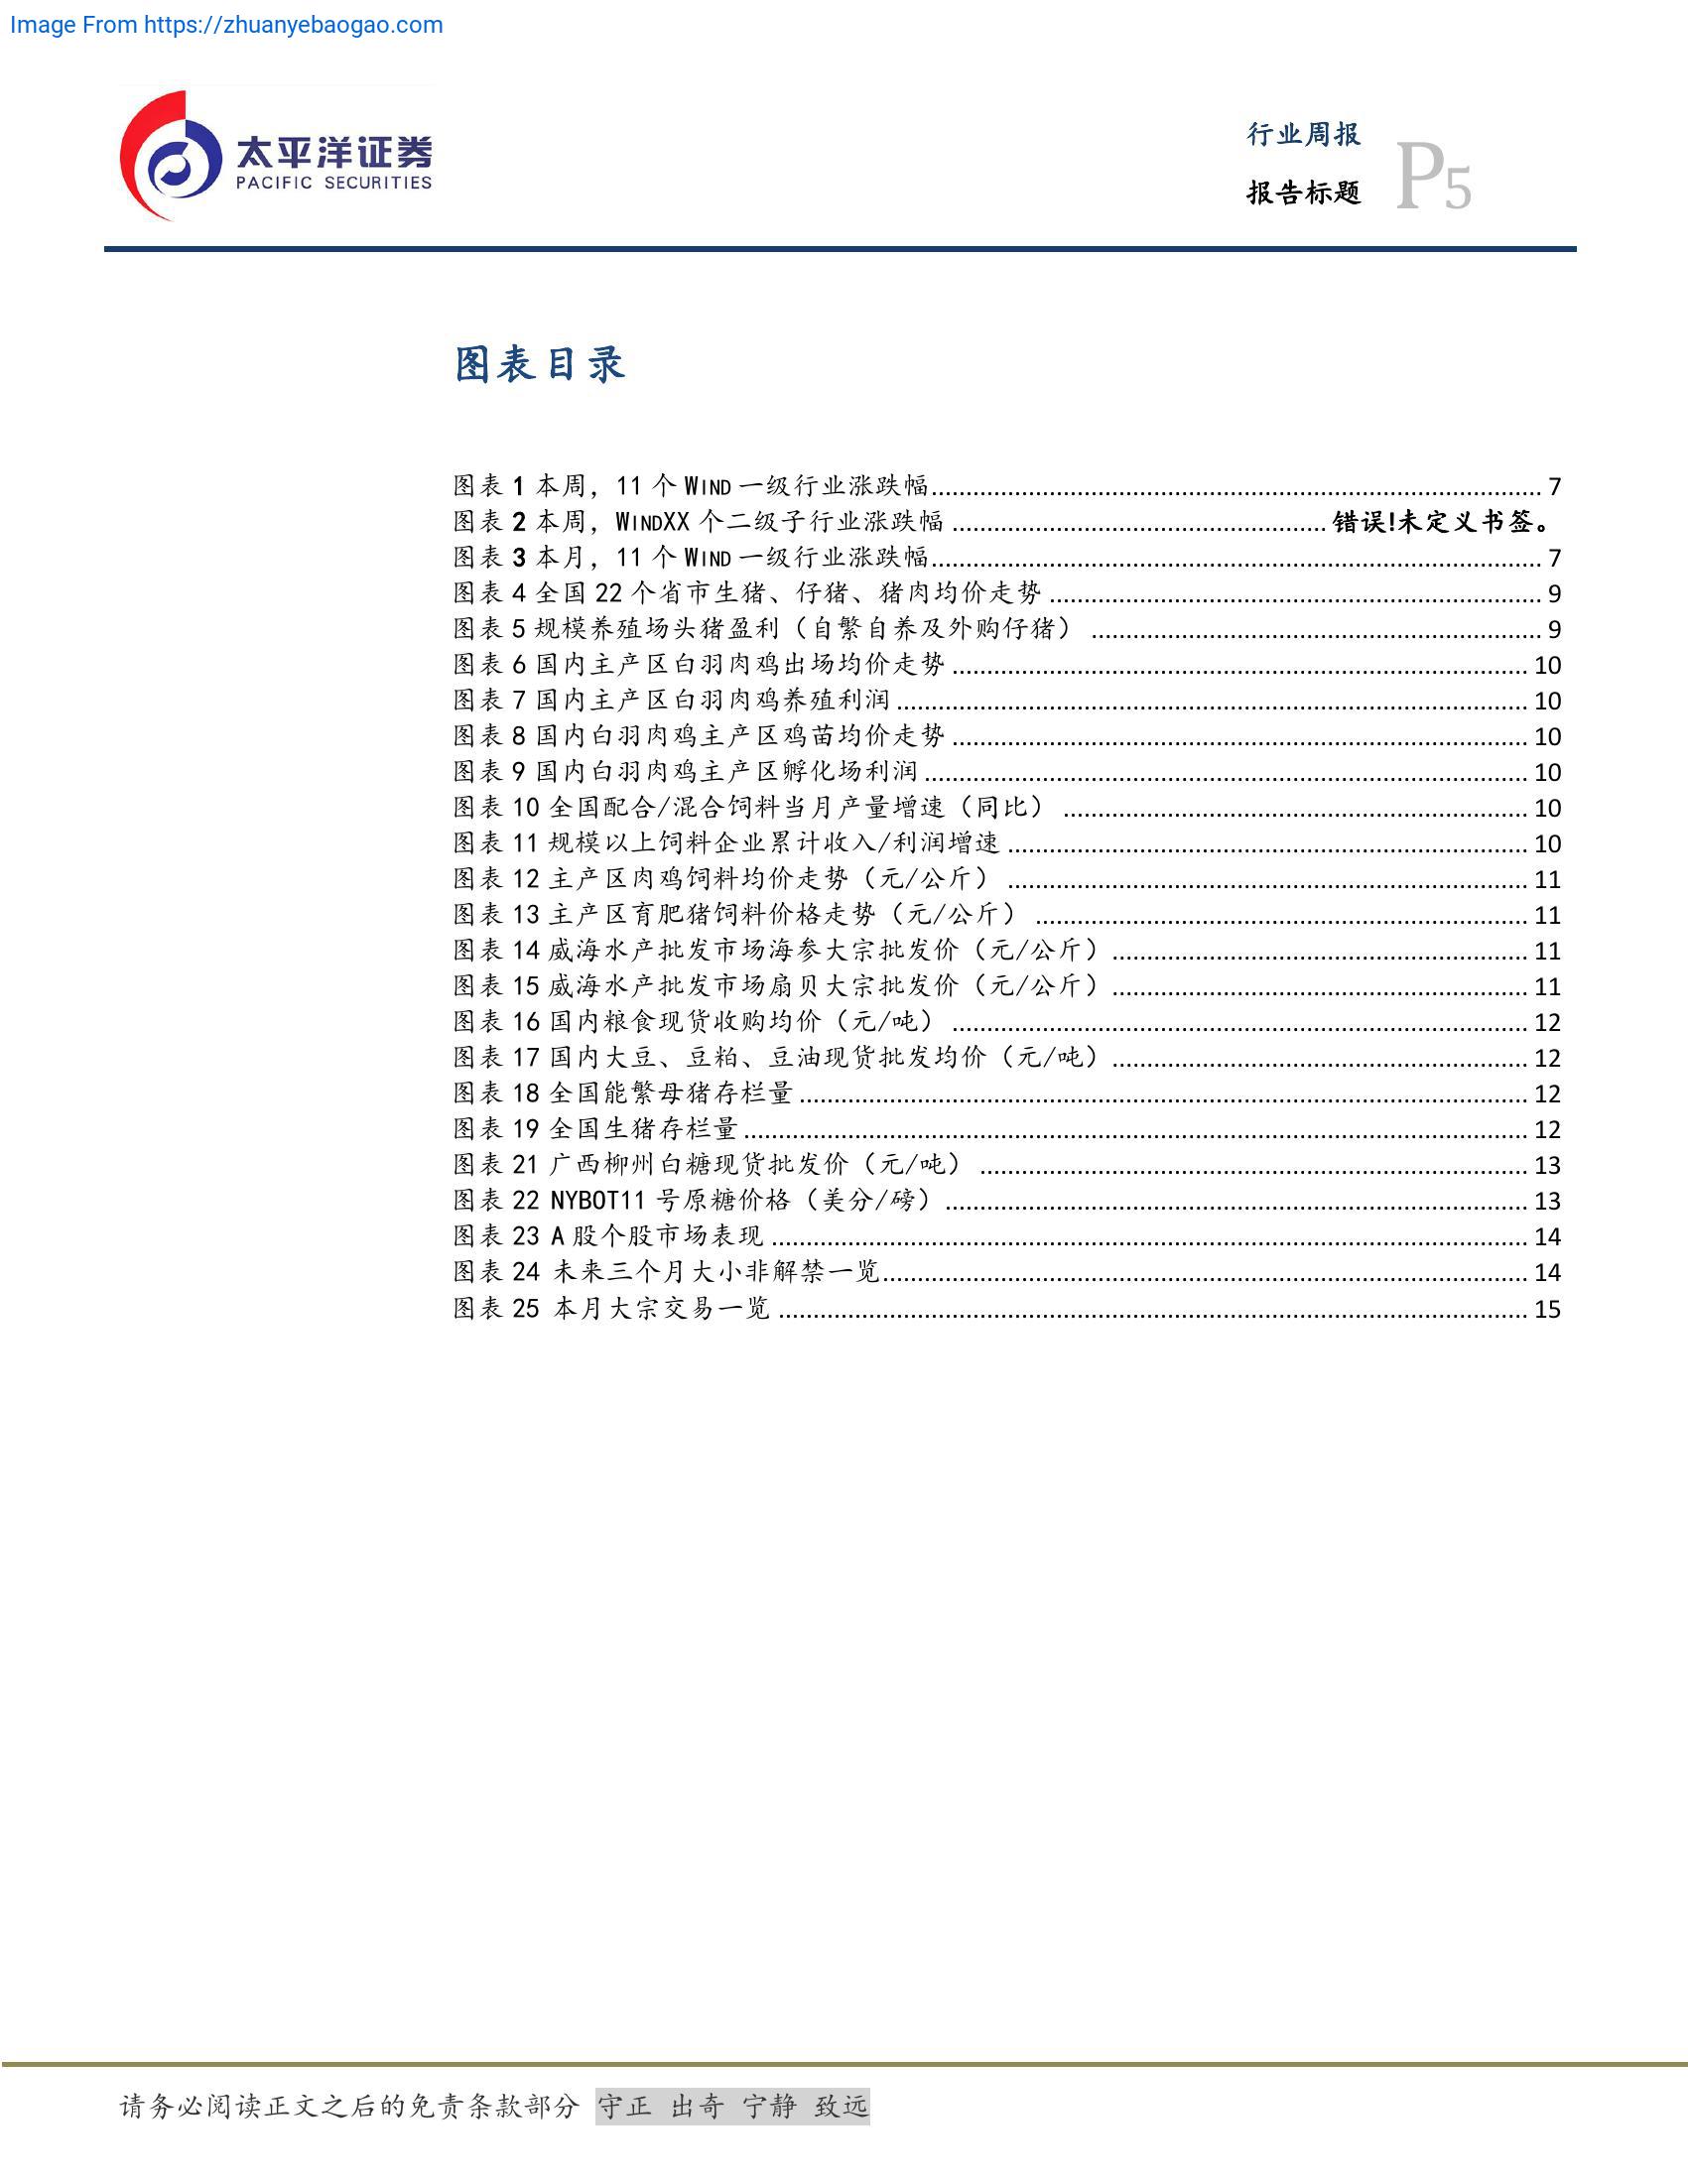 Image From https://zhuanyebaogao.com
太平洋证券
PACIFIC SECURITIES
行业周报
报告标题
P5
图表目录
图表 1 本周，11 个 WIND 一级行业涨跌幅 7
图表 2 本周，WINDXX 个二级子行业涨跌幅 错误!未定义书签。
图表 3 本月，11 个 WIND 一级行业涨跌幅 7
图表 4 全国 22 个省市生猪、仔猪、猪肉均价走势 9
图表 5 规模养殖场头猪盈利（自繁自养及外购仔猪） 9
图表 6 国内主产区白羽肉鸡出场均价走势 10
图表 7 国内主产区白羽肉鸡养殖利润 10
图表 8 国内白羽肉鸡主产区鸡苗均价走势 10
图表 9 国内白羽肉鸡主产区孵化场利润 10
图表 10 全国配合/混合饲料当月产量增速（同比） 10
图表 11 规模以上饲料企业累计收入/利润增速 10
图表 12 主产区肉鸡饲料均价走势（元/公斤） 11
图表 13 主产区育肥猪饲料价格走势（元/公斤） 11
图表 14 威海水产批发市场海参大宗批发价（元/公斤） 11
图表 15 威海水产批发市场扇贝大宗批发价（元/公斤） 11
图表 16 国内粮食现货收购均价（元/吨） 12
图表 17 国内大豆、豆粕、豆油现货批发均价（元/吨） 12
图表 18 全国能繁母猪存栏量 12
图表 19 全国生猪存栏量 12
图表 21 广西柳州白糖现货批发价（元/吨） 13
图表 22 NYBOT11 号原糖价格（美分/磅） 13
图表 23 A 股个股市场表现 14
图表 24 未来三个月大小非解禁一览 14
图表 25 本月大宗交易一览 15
请务必阅读正文之后的免责条款部分 守正 出奇 宁静 致远